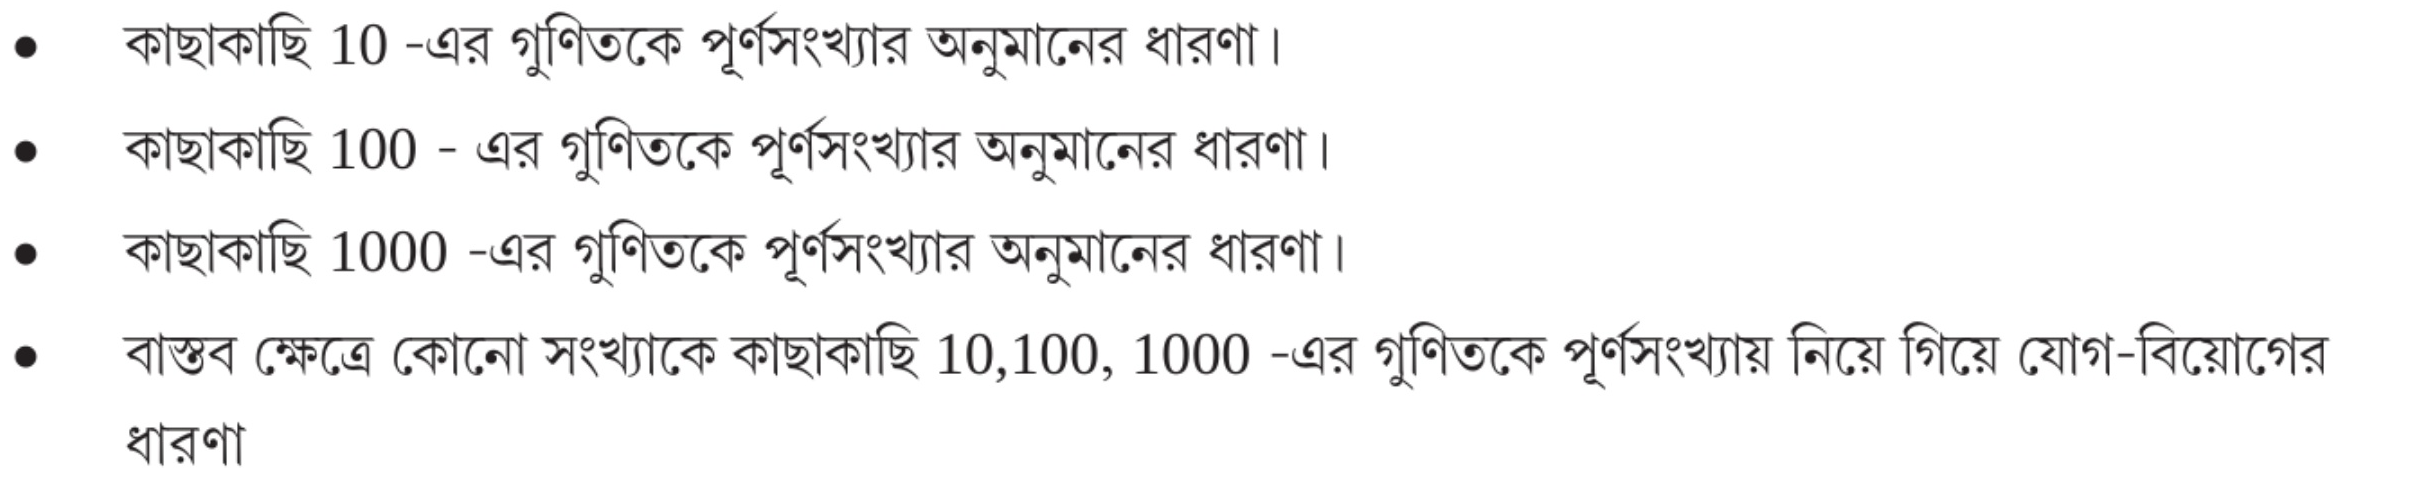 • কাছাকাছি 10 -এর গুণিতকে পূর্ণসংখ্যার অনুমানের ধারণা।
• কাছাকাছি 100 - এর গুণিতকে পূর্ণসংখ্যার অনুমানের ধারণা।
• কাছাকাছি 1000 -এর গুণিতকে পূর্ণসংখ্যার অনুমানের ধারণা।
• বাস্তব ক্ষেত্রে কোনো সংখ্যাকে কাছাকাছি 10,100, 1000 -এর গুণিতকে পূর্ণসংখ্যায় নিয়ে গিয়ে যোগ-বিয়োগের
ধারণা